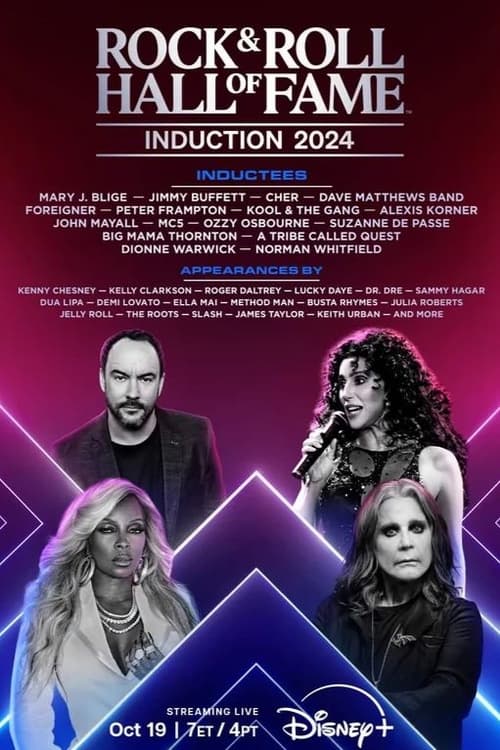 ROCK & ROLL
HALL OF FAME
INDUCTION 2024
INDUCTEES
MARY J. BLIGE — JIMMY BUFFETT — CHER — DAVE MATTHEWS BAND
FOREIGNER — PETER FRAMPTON — KOOL & THE GANG — ALEXIS KORNER
JOHN MAYALL — MC5 — OZZY OSBOURNE — SUZANNE DE PASSE
BIG MAMA THORNTON — A TRIBE CALLED QUEST
DIONNE WARWICK — NORMAN WHITFIELD
APPEARANCES BY
KENNY CHESNEY — KELLY CLARKSON — ROGER DALTREY — LUCKY DAYE — DR. DRE — SAMMY HAGAR
DUA LIPA — DEMI LOVATO — ELLA MAI — METHOD MAN — BUSTA RHYMES — JULIA ROBERTS
JELLY ROLL — THE ROOTS — SLASH — JAMES TAYLOR — KEITH URBAN — AND MORE
STREAMING LIVE
Oct 19 | 7ET / 4PT
Disney+